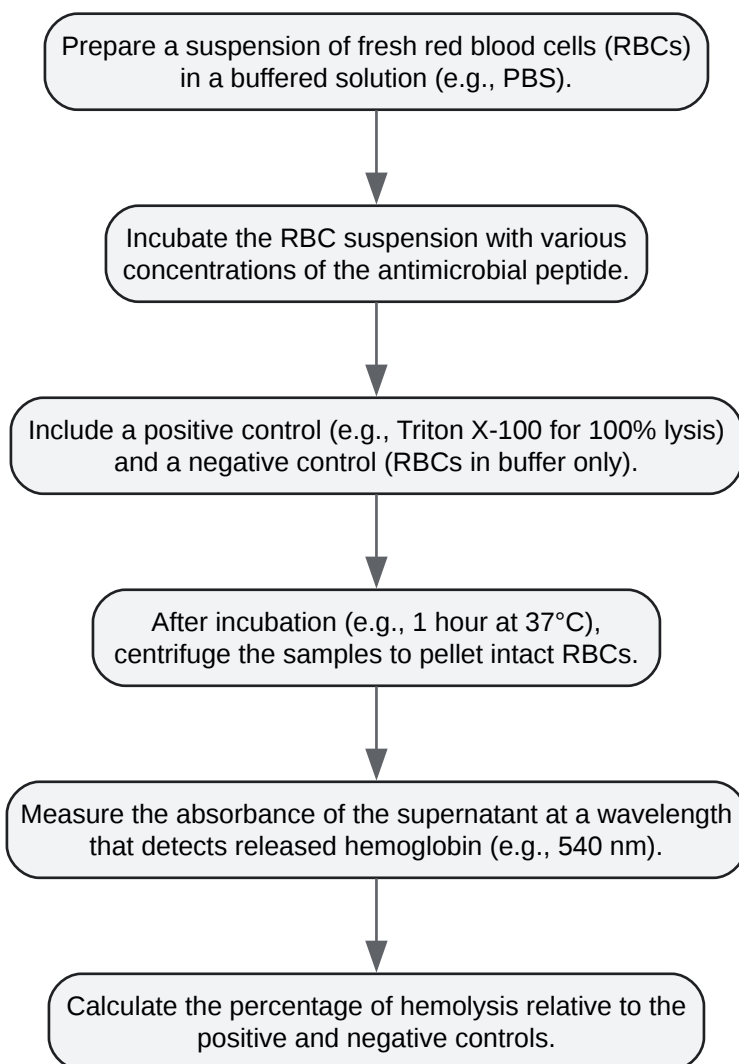 Prepare a suspension of fresh red blood cells (RBCs)
in a buffered solution (e.g., PBS).
Incubate the RBC suspension with various
concentrations of the antimicrobial peptide.
Include a positive control (e.g., Triton X-100 for 100% lysis)
and a negative control (RBCs in buffer only).
After incubation (e.g., 1 hour at 37°C),
centrifuge the samples to pellet intact RBCs.
Measure the absorbance of the supernatant at a wavelength
that detects released hemoglobin (e.g., 540 nm).
Calculate the percentage of hemolysis relative to the
positive and negative controls.